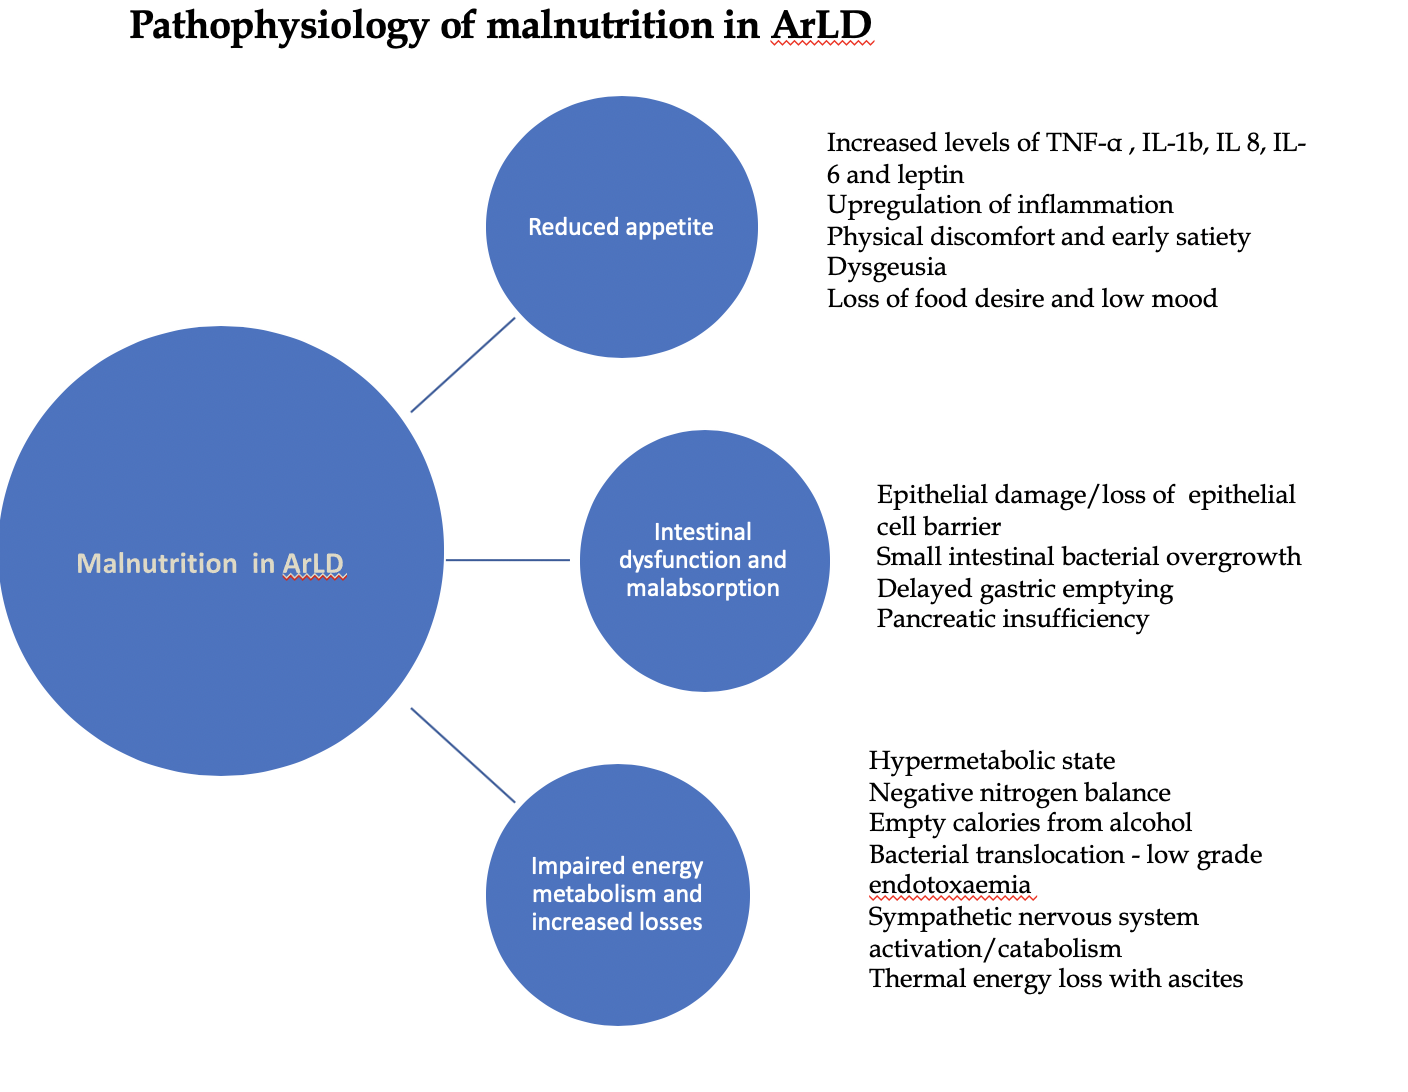 Pathophysiology of malnutrition in ArLD
Reduced appetite
Increased levels of TNF-α , IL-1b, IL 8, IL-
6 and leptin
Upregulation of inflammation
Physical discomfort and early satiety
Dysgeusia
Loss of food desire and low mood
Malnutrition  in ArLD
Intestinal
dysfunction and
malabsorption
Epithelial damage/loss of  epithelial
cell barrier
Small intestinal bacterial overgrowth
Delayed gastric emptying
Pancreatic insufficiency
Impaired energy
metabolism and
increased losses
Hypermetabolic state
Negative nitrogen balance
Empty calories from alcohol
Bacterial translocation - low grade
endotoxaemia
Sympathetic nervous system
activation/catabolism
Thermal energy loss with ascites